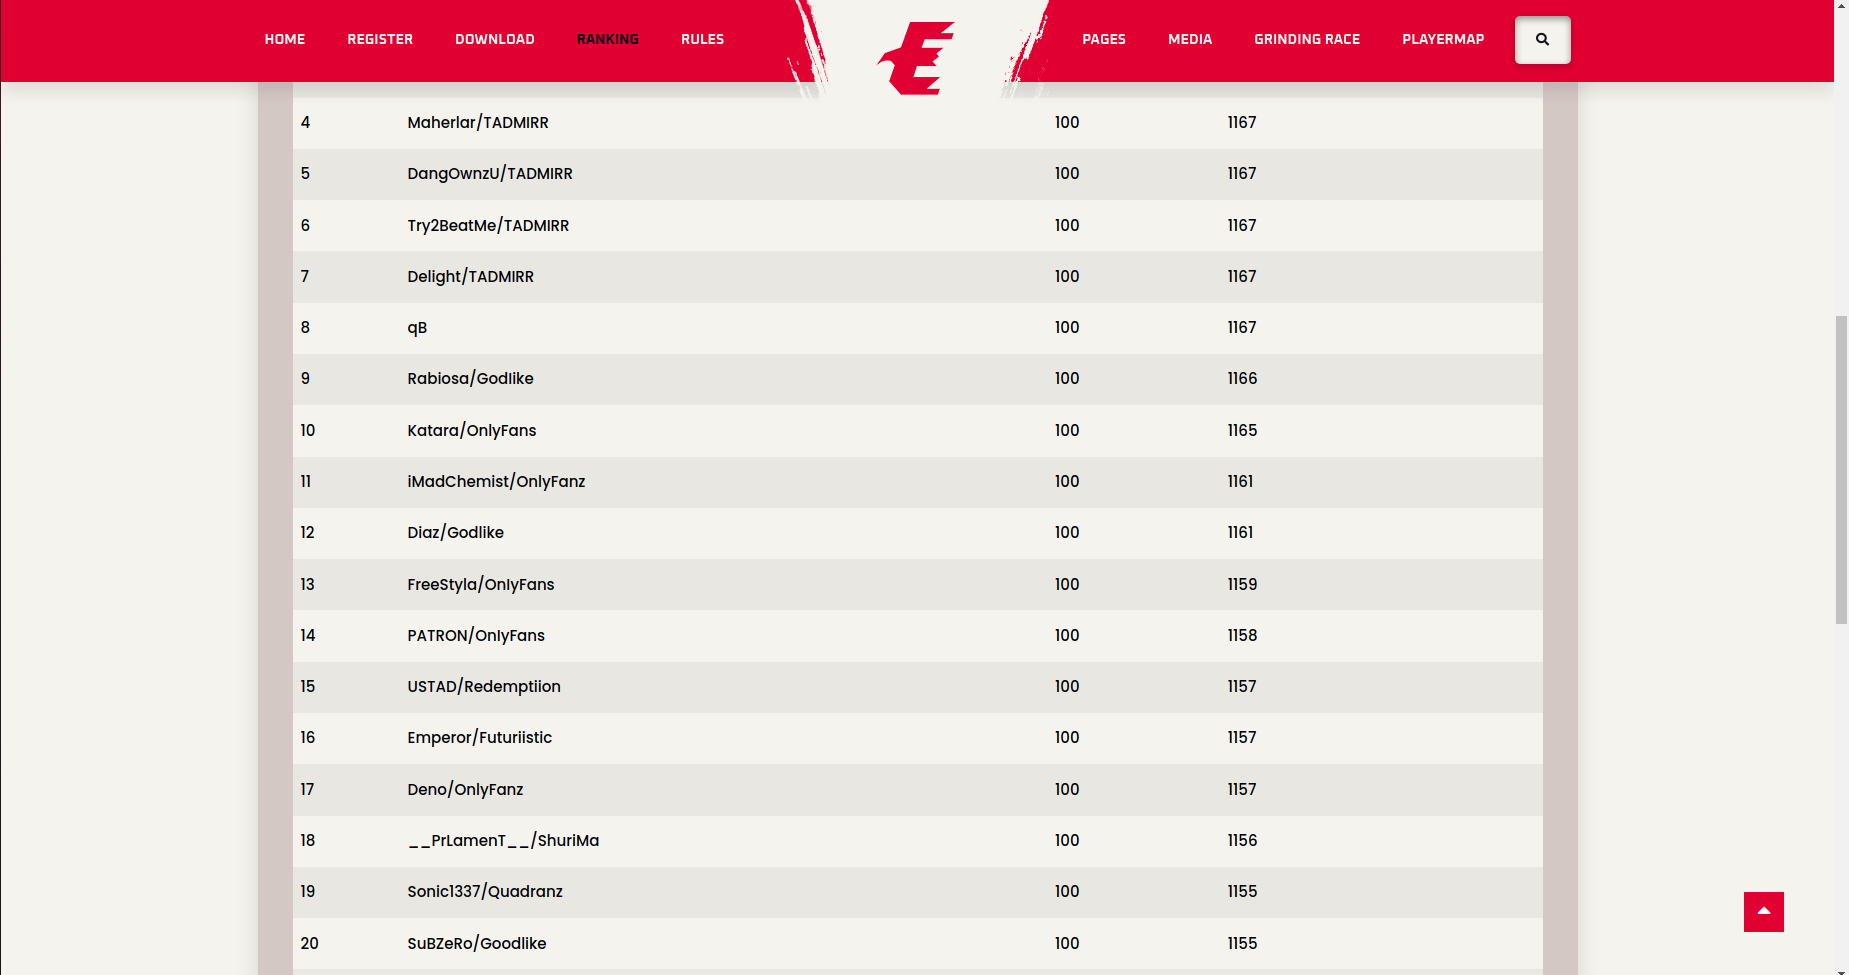 HOME REGISTER DOWNLOAD RANKING RULES PAGES MEDIA GRINDING RACE PLAYERMAP
4 Maherlar/TADMIRR 100 1167
5 DangOwnzU/TADMIRR 100 1167
6 Try2BeatMe/TADMIRR 100 1167
7 Delight/TADMIRR 100 1167
8 qB 100 1167
9 Rabiosa/GodIike 100 1166
10 Katara/OnlyFans 100 1165
11 iMadChemist/OnlyFanz 100 1161
12 Diaz/Godlike 100 1161
13 FreeStyla/OnIyFans 100 1159
14 PATRON/OnIyFans 100 1158
15 USTAD/Redemptiion 100 1157
16 Emperor/Futuriistic 100 1157
17 Deno/OnlyFanz 100 1157
18 __PrLamenT__/ShuriMa 100 1156
19 Sonic1337/Quadranz 100 1155
20 SuBZeRo/Goodlike 100 1155